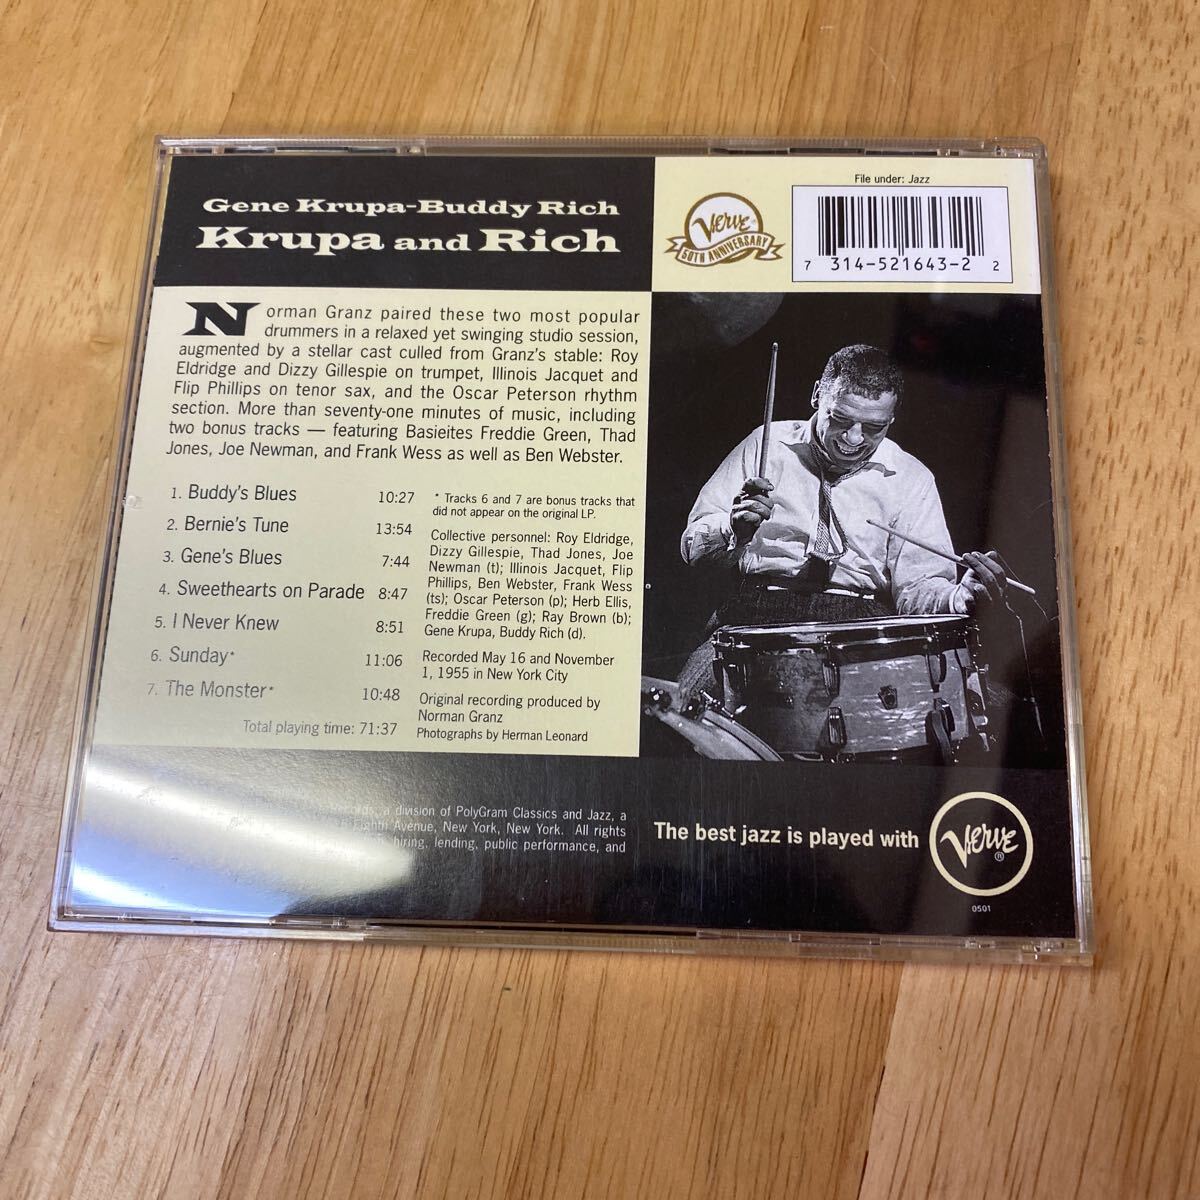 Gene Krupa-Buddy Rich
Krupa and Rich
File under: Jazz
Verve
50TH ANNIVERSARY
7 314-521643-2 2
Norman Granz paired these two most popular
drummers in a relaxed yet swinging studio session,
augmented by a stellar cast culled from Granz's stable: Roy
Eldridge and Dizzy Gillespie on trumpet, Illinois Jacquet and
Flip Phillips on tenor sax, and the Oscar Peterson rhythm
section. More than seventy-one minutes of music, including
two bonus tracks — featuring Basieites Freddie Green, Thad
Jones, Joe Newman, and Frank Wess as well as Ben Webster.
1. Buddy's Blues 10:27
2. Bernie's Tune 13:54
3. Gene's Blues 7:44
4. Sweethearts on Parade 8:47
5. I Never Knew 8:51
6. Sunday* 11:06
7. The Monster* 10:48
Total playing time: 71:37
* Tracks 6 and 7 are bonus tracks that
did not appear on the original LP.
Collective personnel: Roy Eldridge,
Dizzy Gillespie, Thad Jones, Joe
Newman (t); Illinois Jacquet, Flip
Phillips, Ben Webster, Frank Wess
(ts); Oscar Peterson (p); Herb Ellis,
Freddie Green (g); Ray Brown (b);
Gene Krupa, Buddy Rich (d).
Recorded May 16 and November
1, 1955 in New York City
Original recording produced by
Norman Granz
Photographs by Herman Leonard
Records, a division of PolyGram Classics and Jazz, a
Eighth Avenue, New York, New York. All rights
hiring, lending, public performance, and
The best jazz is played with
Verve®
0501